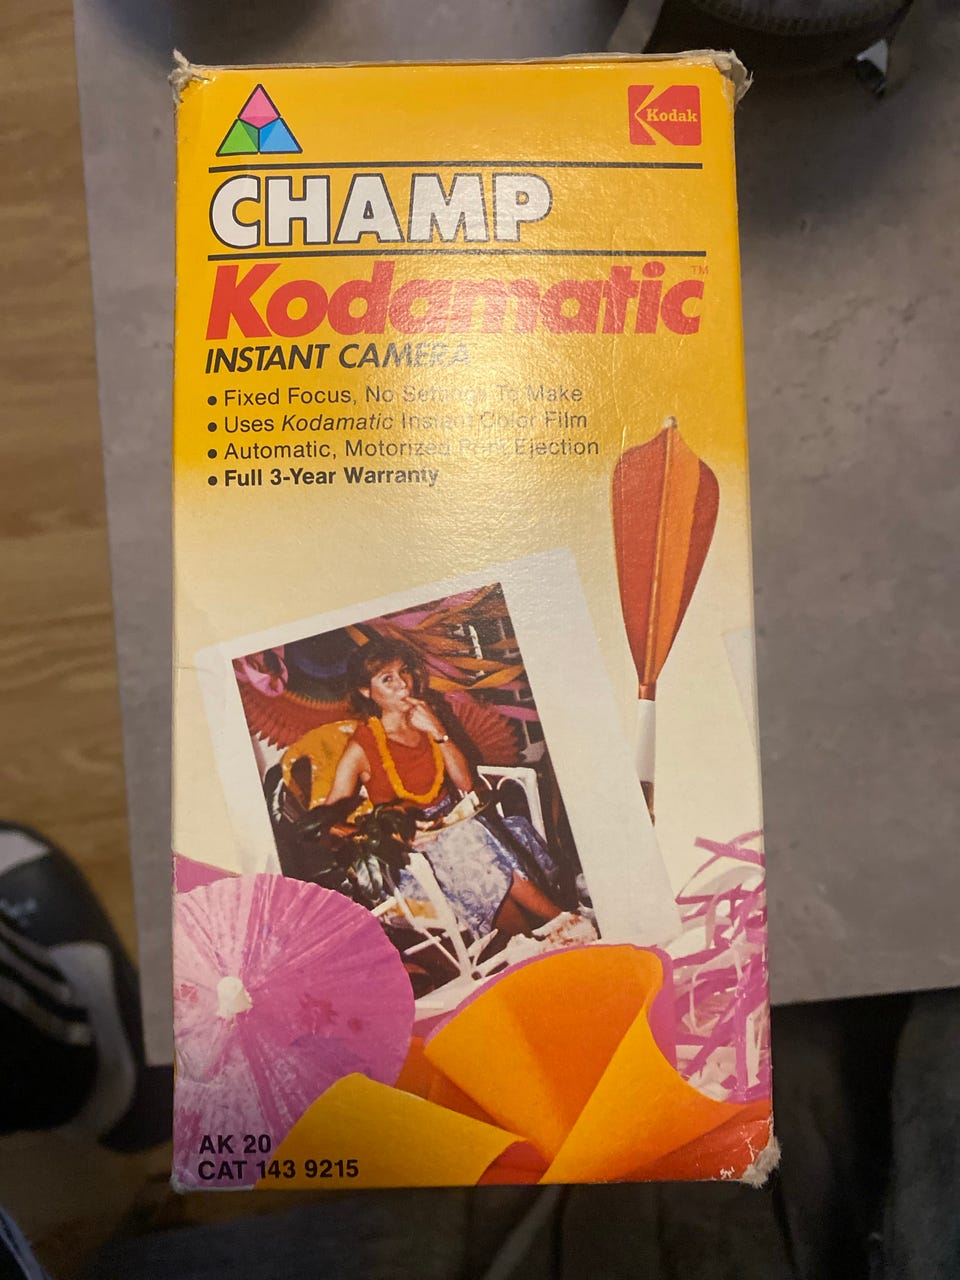 Kodak
CHAMP
Kodamatic™
INSTANT CAMERA
• Fixed Focus, No Settings To Make
• Uses Kodamatic Instant Color Film
• Automatic, Motorized Print Ejection
• Full 3-Year Warranty
AK 20
CAT 143 9215